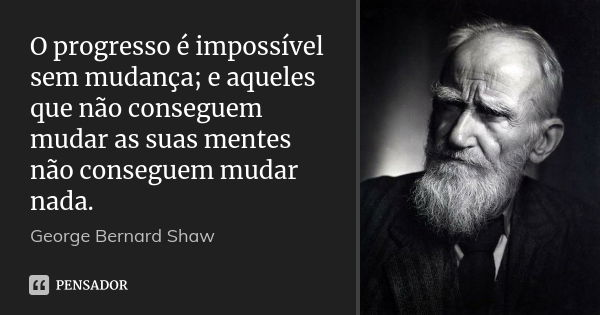 O progresso é impossível
sem mudança; e aqueles
que não conseguem
mudar as suas mentes
não conseguem mudar
nada.
George Bernard Shaw
PENSADOR